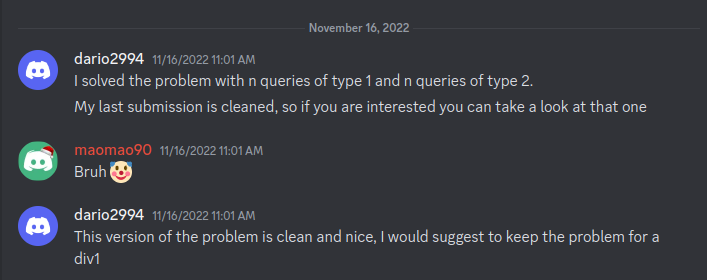 November 16, 2022
dario2994 11/16/2022 11:01 AM
I solved the problem with n queries of type 1 and n queries of type 2.
My last submission is cleaned, so if you are interested you can take a look at that one
maomao90 11/16/2022 11:01 AM
Bruh 🤡
dario2994 11/16/2022 11:01 AM
This version of the problem is clean and nice, I would suggest to keep the problem for a
div1